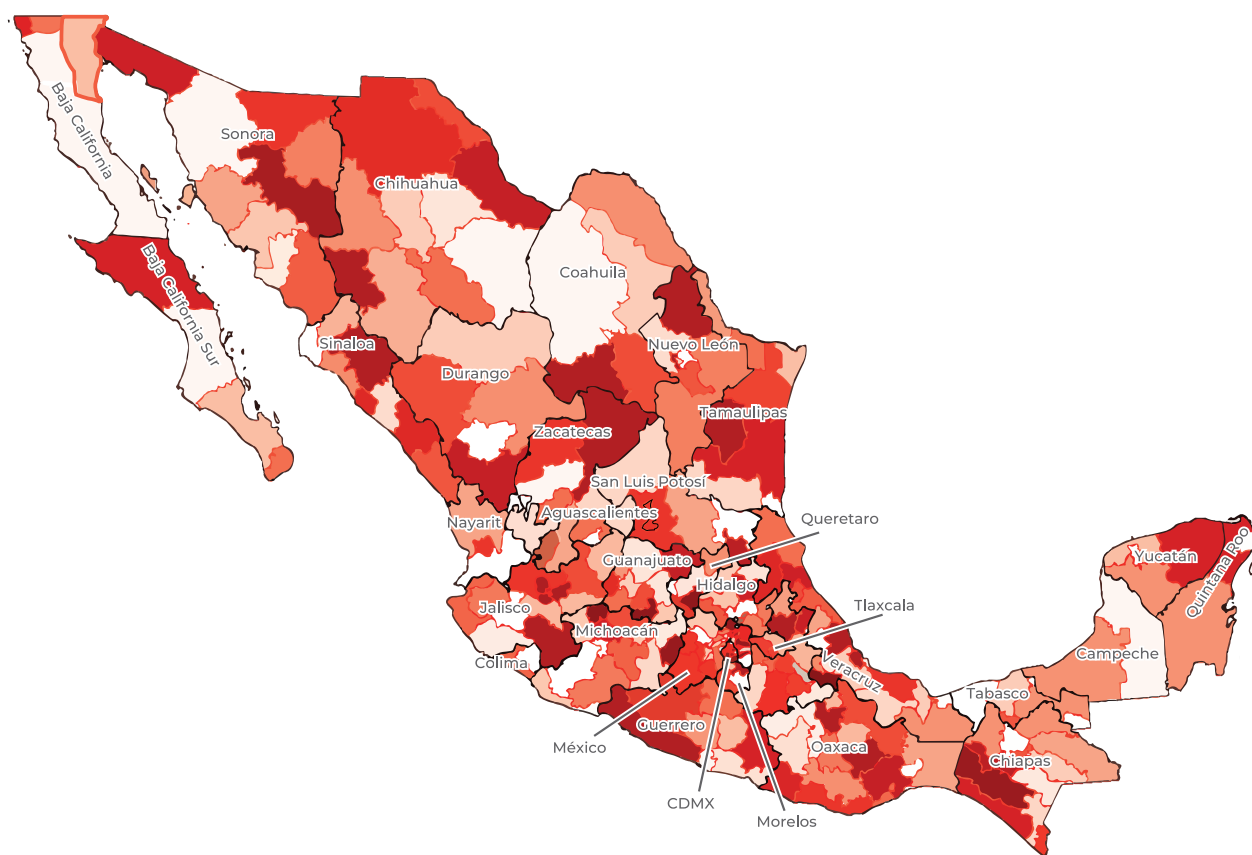 Baja California
Sonora
Chihuahua
Coahuila
Baja California Sur
Sinaloa
Durango
Nuevo León
Tamaulipas
Zacatecas
San Luis Potosí
Nayarit
Aguascalientes
Queretaro
Guanajuato
Hidalgo
Yucatán
Quintana Roo
Jalisco
Tlaxcala
Michoacán
Colima
Veracruz
Campeche
Tabasco
Guerrero
México
Oaxaca
Chiapas
CDMX
Morelos